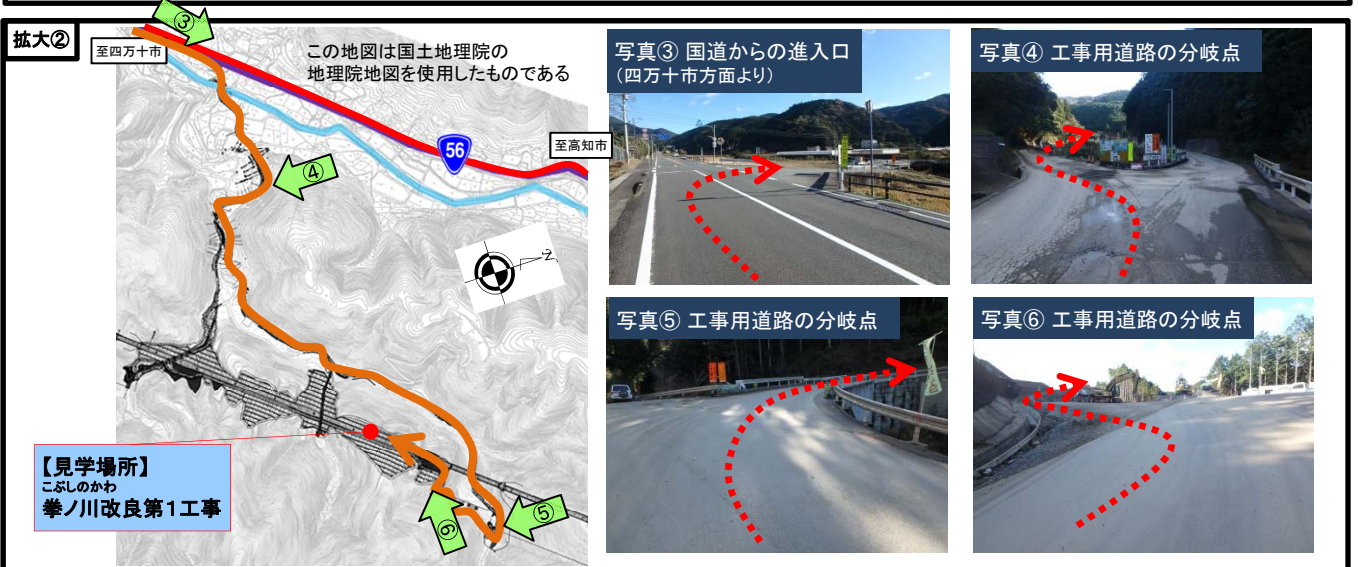 拡大②
至四万十市
③
この地図は国土地理院の
地理院地図を使用したものである
56
至高知市
④
N
【見学場所】
こぶしのかわ
拳ノ川改良第1工事
⑥
⑤
写真③ 国道からの進入口
(四万十市方面より)
写真④ 工事用道路の分岐点
写真⑤ 工事用道路の分岐点
写真⑥ 工事用道路の分岐点